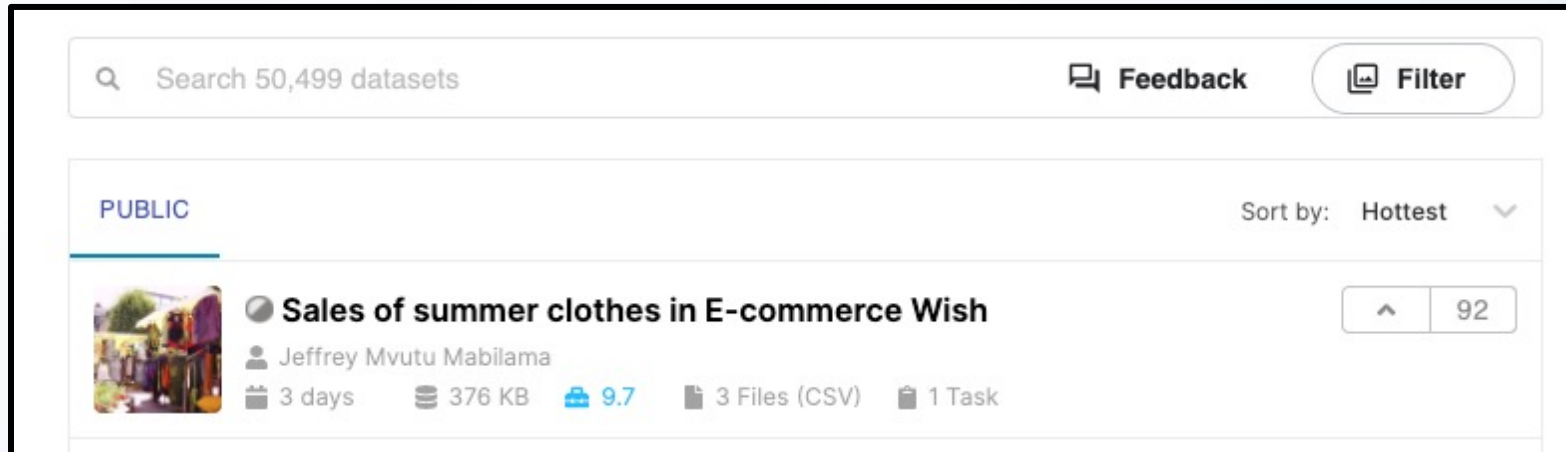 Search 50,499 datasets Feedback Filter
PUBLIC Sort by: Hottest
Sales of summer clothes in E-commerce Wish 92
Jeffrey Mvutu Mabilama
3 days 376 KB 9.7 3 Files (CSV) 1 Task